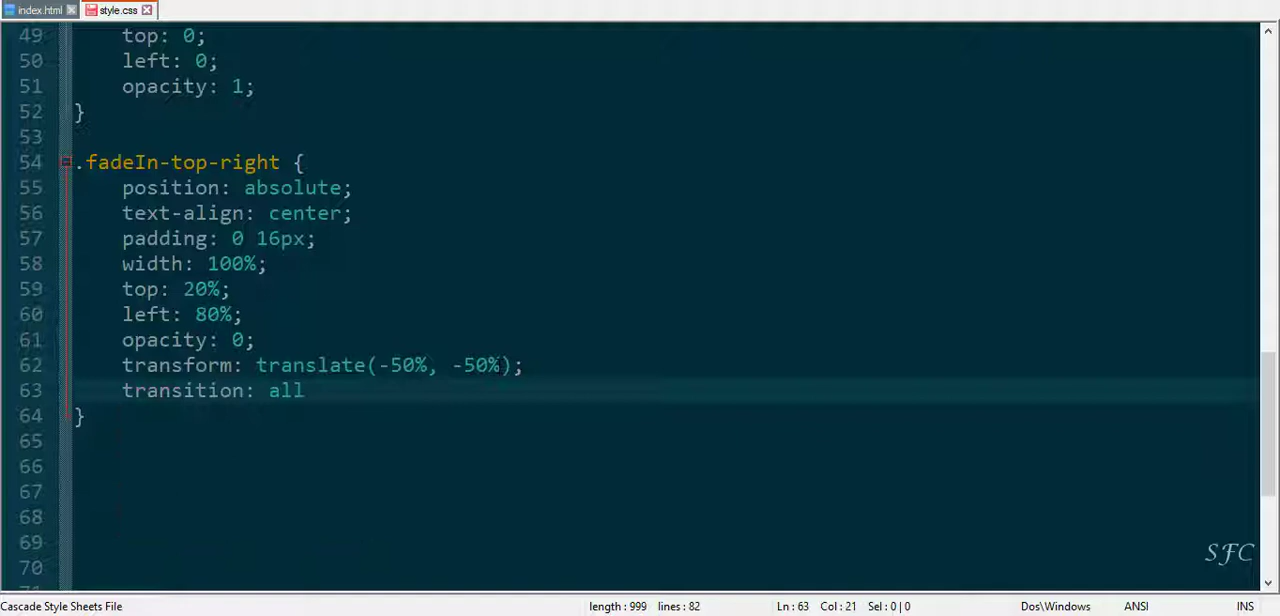 index.html
style.css
49 top: 0;
50 left: 0;
51 opacity: 1;
52 }
53
54 .fadeIn-top-right {
55 position: absolute;
56 text-align: center;
57 padding: 0 16px;
58 width: 100%;
59 top: 20%;
60 left: 80%;
61 opacity: 0;
62 transform: translate(-50%, -50%);
63 transition: all
64 }
65
66
67
68
69
70
SFC
Cascade Style Sheets File length : 999 lines : 82 Ln : 63 Col : 21 Sel : 0 | 0 Dos\Windows ANSI INS